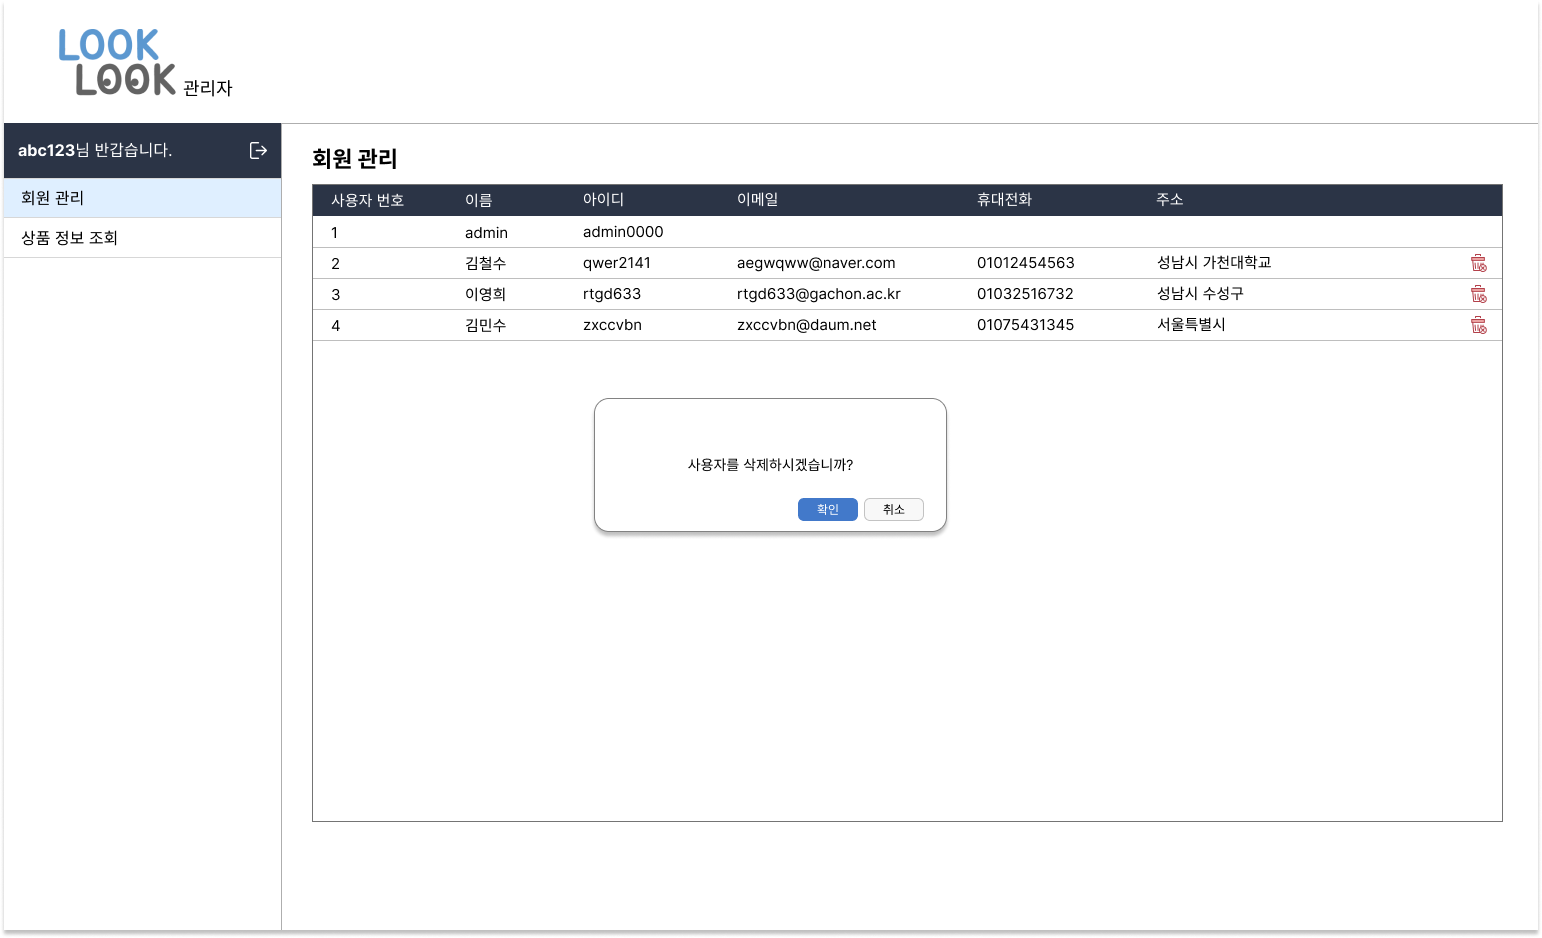 LOOK
LOOK 관리자
abc123님 반갑습니다.
회원 관리
상품 정보 조회
회원 관리
사용자 번호 이름 아이디 이메일 휴대전화 주소
1 admin admin0000
2 김철수 qwer2141 aegwqww@naver.com 01012454563 성남시 가천대학교
3 이영희 rtgd633 rtgd633@gachon.ac.kr 01032516732 성남시 수성구
4 김민수 zxccvbn zxccvbn@daum.net 01075431345 서울특별시
사용자를 삭제하시겠습니까?
확인 취소